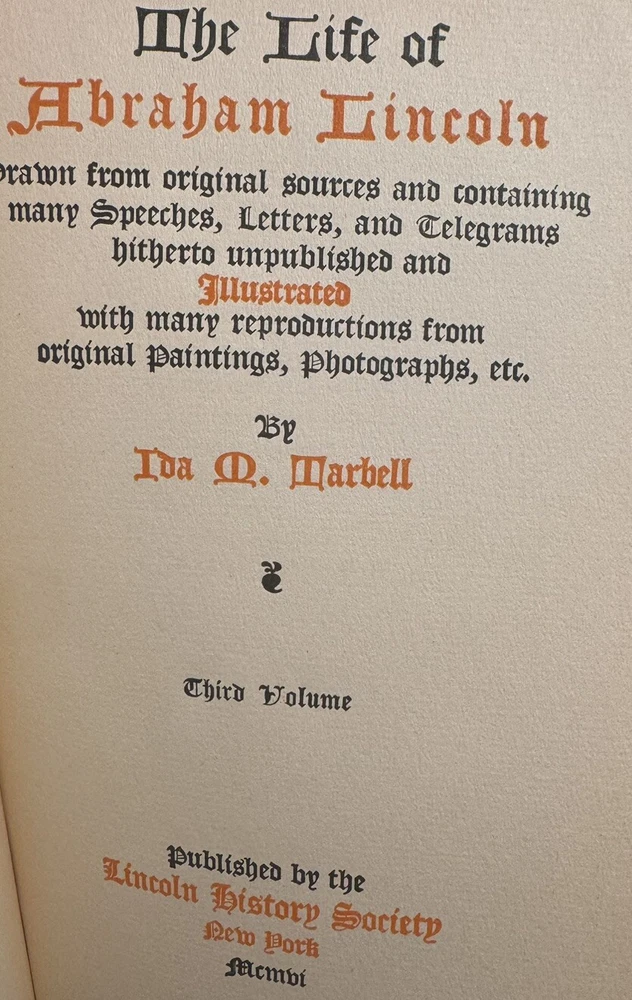 The Life of
Abraham Lincoln
Drawn from original sources and containing
many Speeches, Letters, and Telegrams
hitherto unpublished and
Illustrated
with many reproductions from
original Paintings, Photographs, etc.
By
Ida M. Tarbell
Third Volume
Published by the
Lincoln History Society
New York
Mcmvi